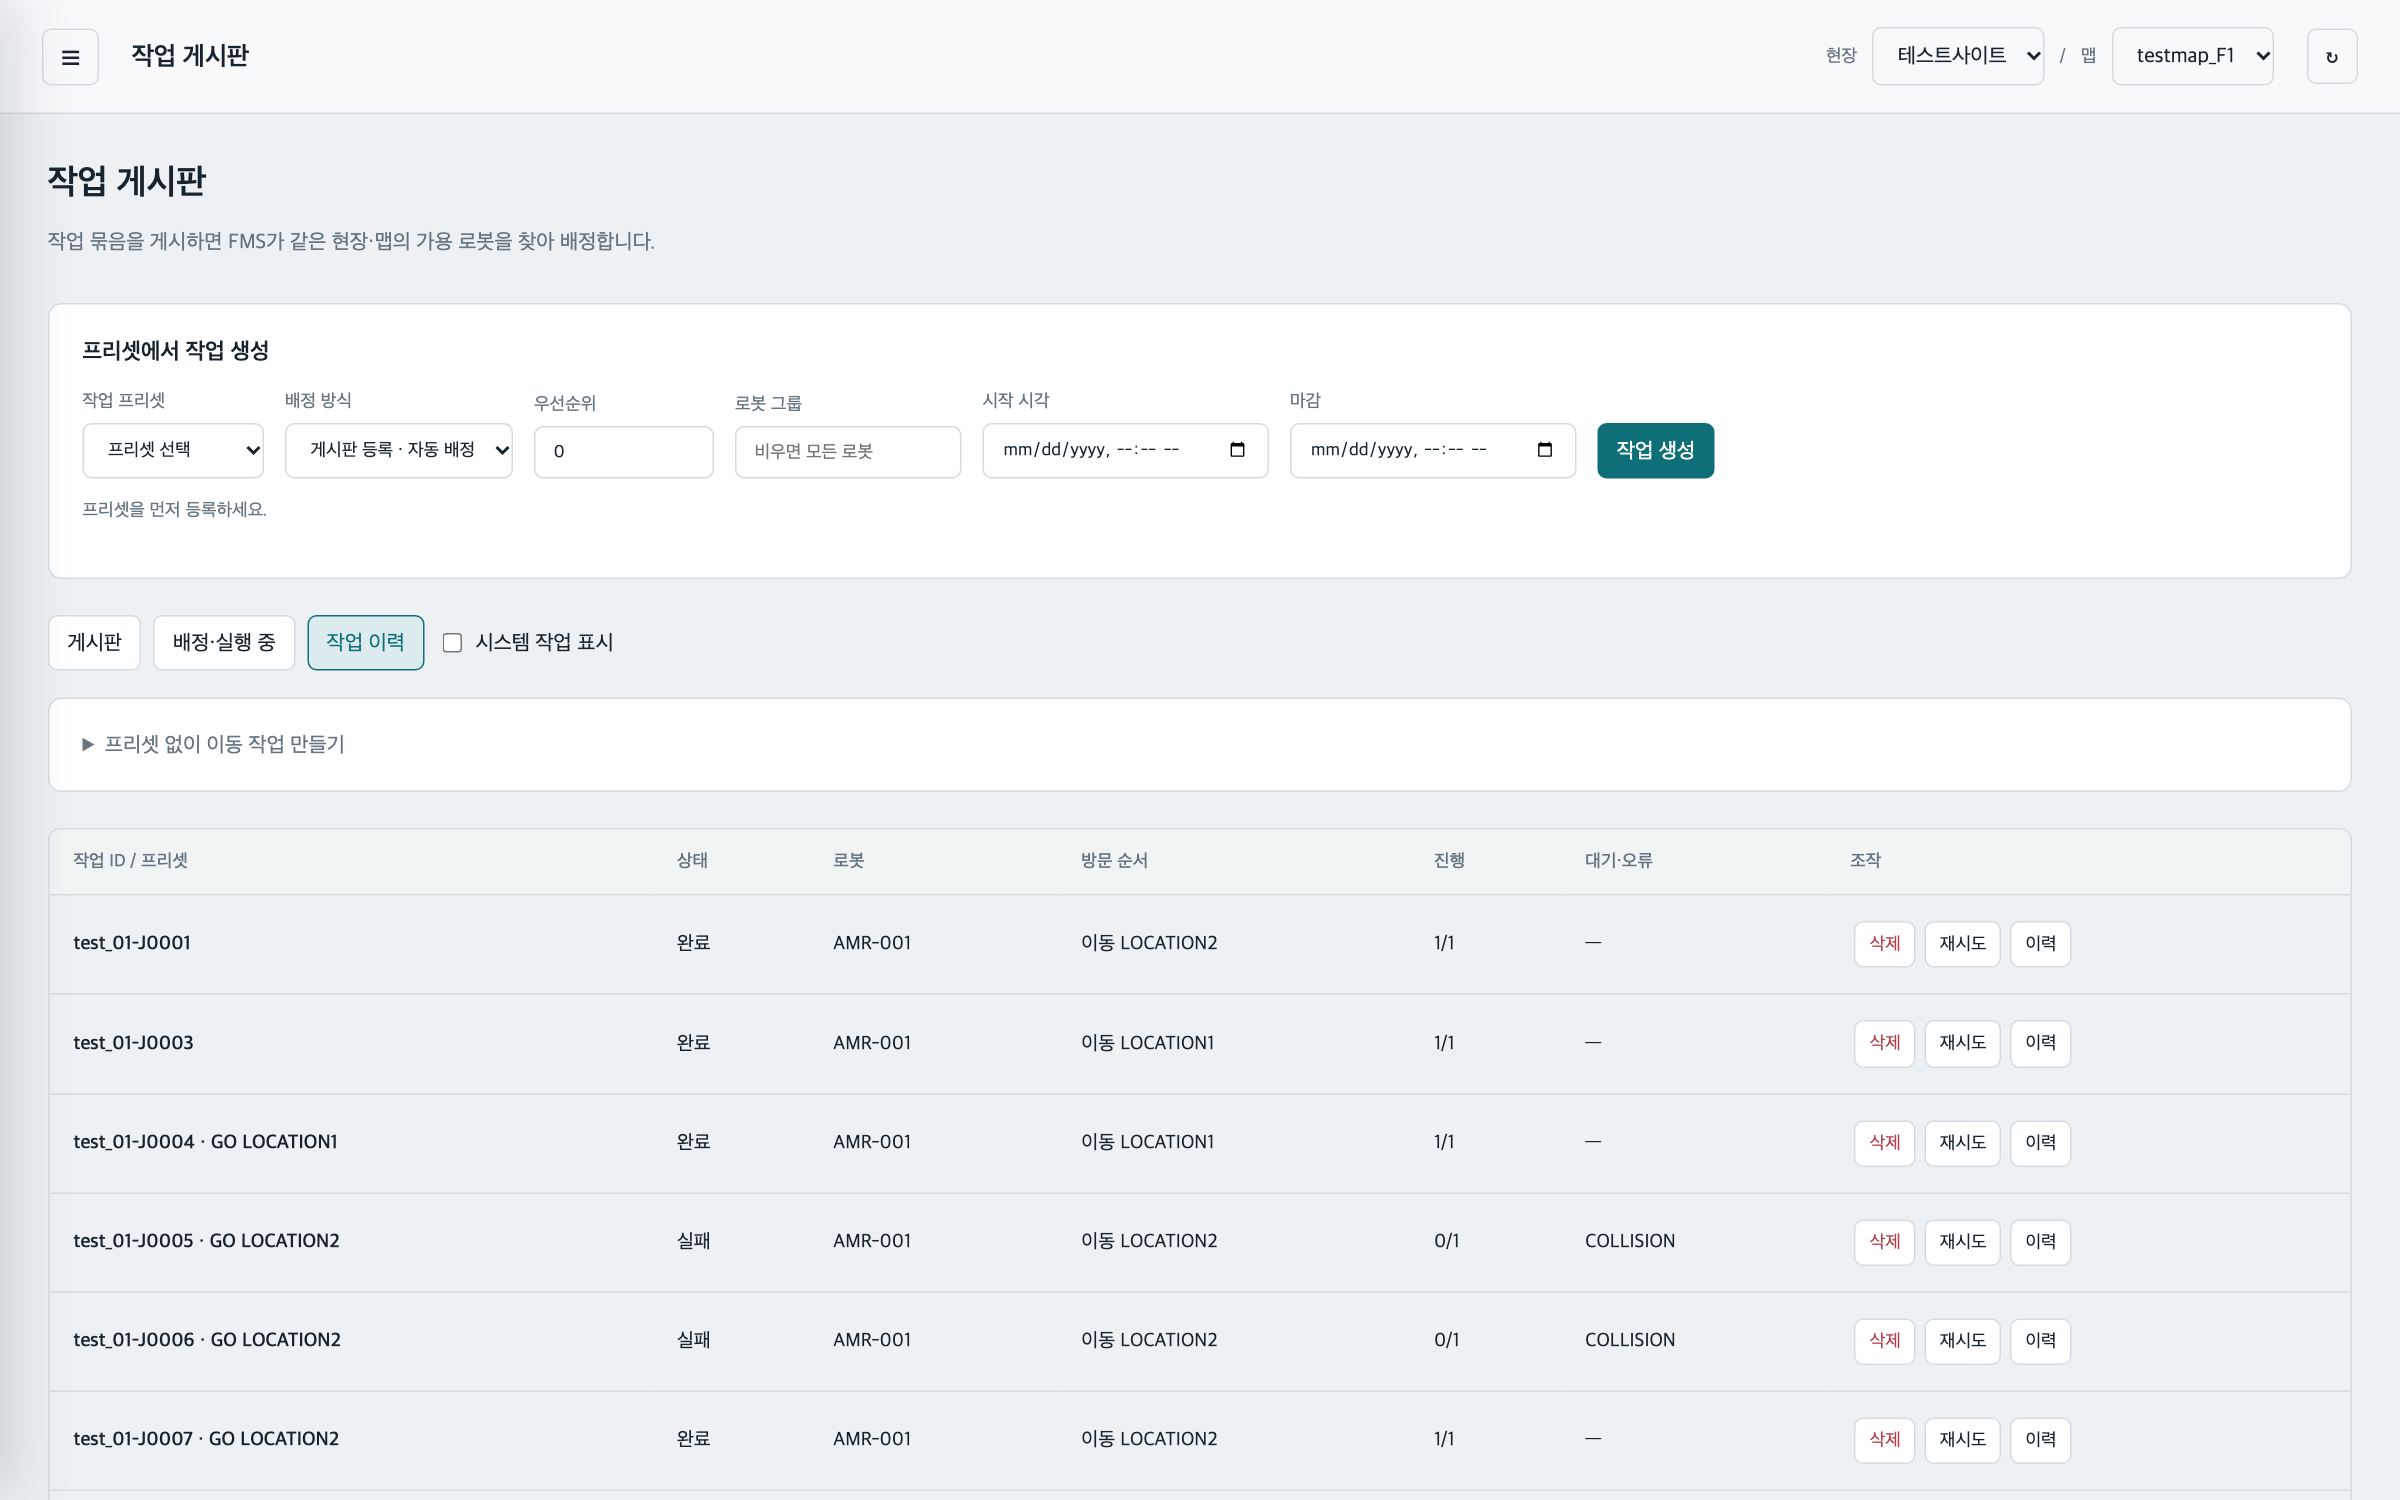 ☰ 작업 게시판 현장 테스트사이트 / 맵 testmap_F1 ↻
작업 게시판
작업 묶음을 게시하면 FMS가 같은 현장·맵의 가용 로봇을 찾아 배정합니다.
프리셋에서 작업 생성
작업 프리셋 배정 방식 우선순위 로봇 그룹 시작 시각 마감
프리셋 선택 게시판 등록 · 자동 배정 0 비우면 모든 로봇 mm/dd/yyyy, --:-- -- mm/dd/yyyy, --:-- -- 작업 생성
프리셋을 먼저 등록하세요.
게시판 배정·실행 중 작업 이력 시스템 작업 표시
▶ 프리셋 없이 이동 작업 만들기
작업 ID / 프리셋 상태 로봇 방문 순서 진행 대기·오류 조작
test_01-J0001 완료 AMR-001 이동 LOCATION2 1/1 — 삭제 재시도 이력
test_01-J0003 완료 AMR-001 이동 LOCATION1 1/1 — 삭제 재시도 이력
test_01-J0004 · GO LOCATION1 완료 AMR-001 이동 LOCATION1 1/1 — 삭제 재시도 이력
test_01-J0005 · GO LOCATION2 실패 AMR-001 이동 LOCATION2 0/1 COLLISION 삭제 재시도 이력
test_01-J0006 · GO LOCATION2 실패 AMR-001 이동 LOCATION2 0/1 COLLISION 삭제 재시도 이력
test_01-J0007 · GO LOCATION2 완료 AMR-001 이동 LOCATION2 1/1 — 삭제 재시도 이력